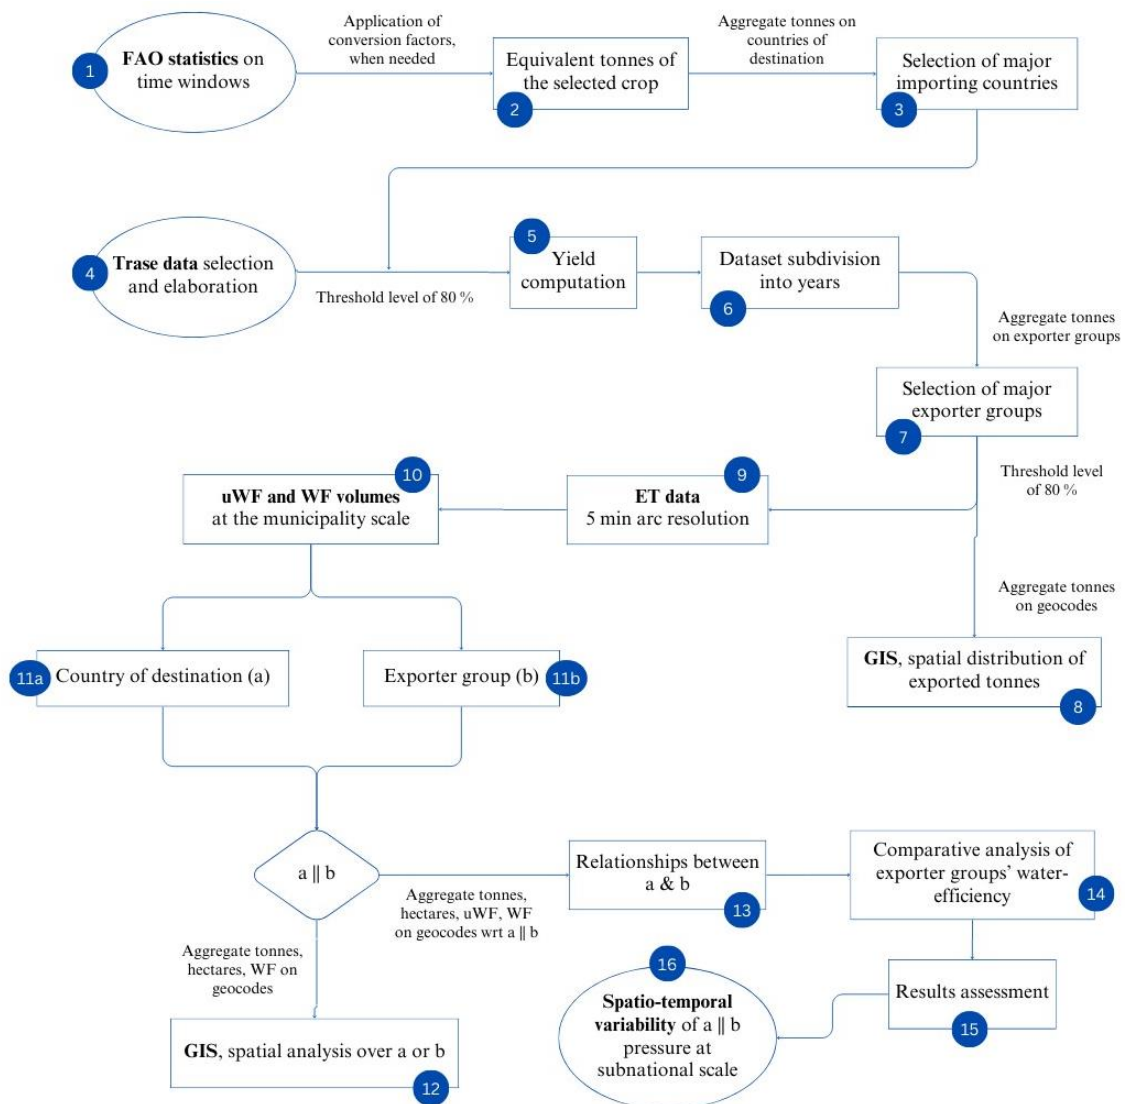 1
FAO statistics on
time windows
Application of
conversion factors,
when needed
Equivalent tonnes of
the selected crop
2
Aggregate tonnes on
countries of
destination
Selection of major
importing countries
3
4
Trase data selection
and elaboration
Threshold level of 80 %
5
Yield
computation
Dataset subdivision
into years
6
Aggregate tonnes
on exporter groups
Selection of major
exporter groups
7
Threshold level
of 80 %
9
ET data
5 min arc resolution
10
uWF and WF volumes
at the municipality scale
Aggregate tonnes
on geocodes
GIS, spatial distribution of
exported tonnes
8
11a
Country of destination (a)
Exporter group (b)
11b
a || b
Aggregate tonnes,
hectares, uWF, WF
on geocodes wrt a || b
Relationships between
a & b
13
Comparative analysis of
exporter groups' water-
efficiency
14
Aggregate tonnes,
hectares, WF on
geocodes
GIS, spatial analysis over a or b
12
Results assessment
15
16
Spatio-temporal
variability of a || b
pressure at
subnational scale